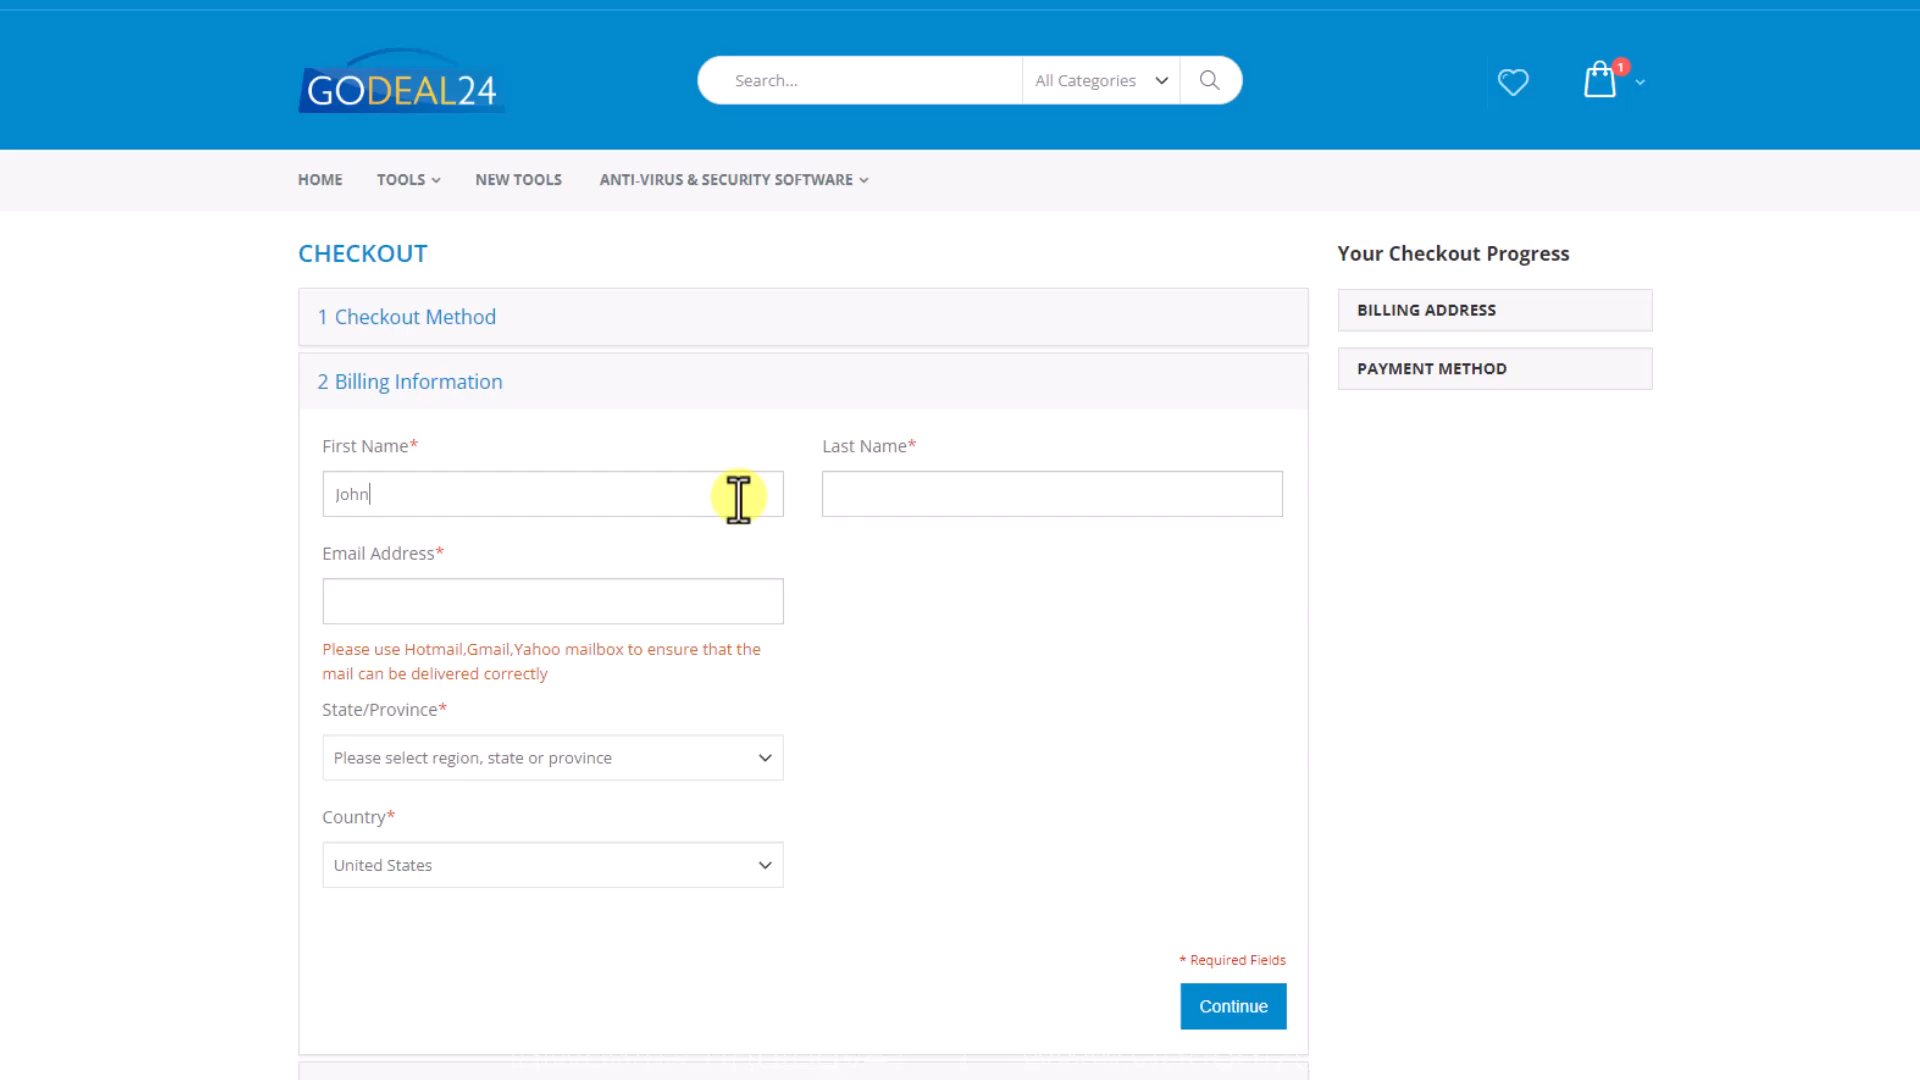 GODEAL24
Search...
All Categories
1
HOME
TOOLS
NEW TOOLS
ANTI-VIRUS & SECURITY SOFTWARE
CHECKOUT
Your Checkout Progress
1 Checkout Method
BILLING ADDRESS
2 Billing Information
PAYMENT METHOD
First Name*
Last Name*
John
Email Address*
Please use Hotmail,Gmail,Yahoo mailbox to ensure that the
mail can be delivered correctly
State/Province*
Please select region, state or province
Country*
United States
* Required Fields
Continue